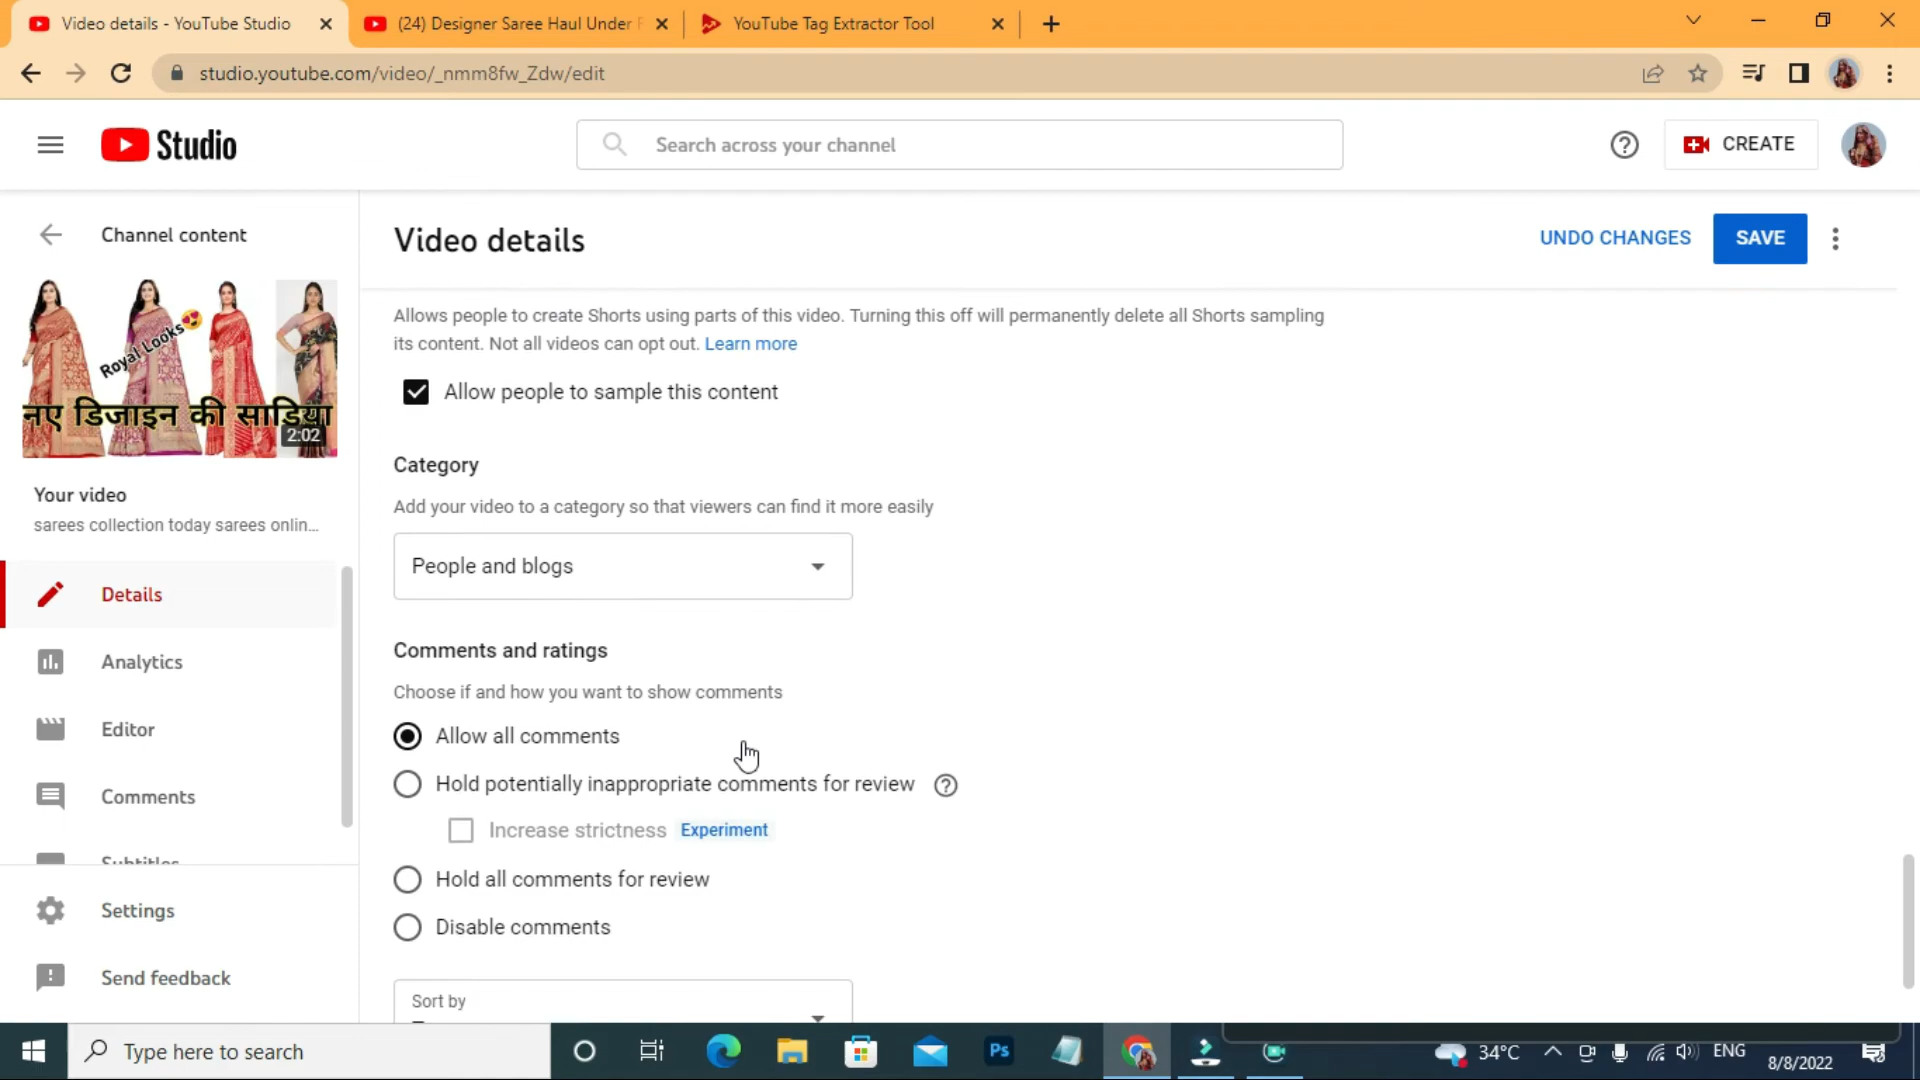 Video details - YouTube Studio
(24) Designer Saree Haul Under
YouTube Tag Extractor Tool
studio.youtube.com/video/_nmm8fw_Zdw/edit
Studio
Search across your channel
CREATE
Channel content
Video details
UNDO CHANGES
SAVE
Royal Looks
नए डिजाइन की साडिया
2:02
Your video
sarees collection today sarees onlin...
Details
Analytics
Editor
Comments
Subtitles
Settings
Send feedback
Allows people to create Shorts using parts of this video. Turning this off will permanently delete all Shorts sampling
its content. Not all videos can opt out. Learn more
Allow people to sample this content
Category
Add your video to a category so that viewers can find it more easily
People and blogs
Comments and ratings
Choose if and how you want to show comments
Allow all comments
Hold potentially inappropriate comments for review
Increase strictness Experiment
Hold all comments for review
Disable comments
Sort by
Type here to search
Ps
34°C
ENG
8/8/2022